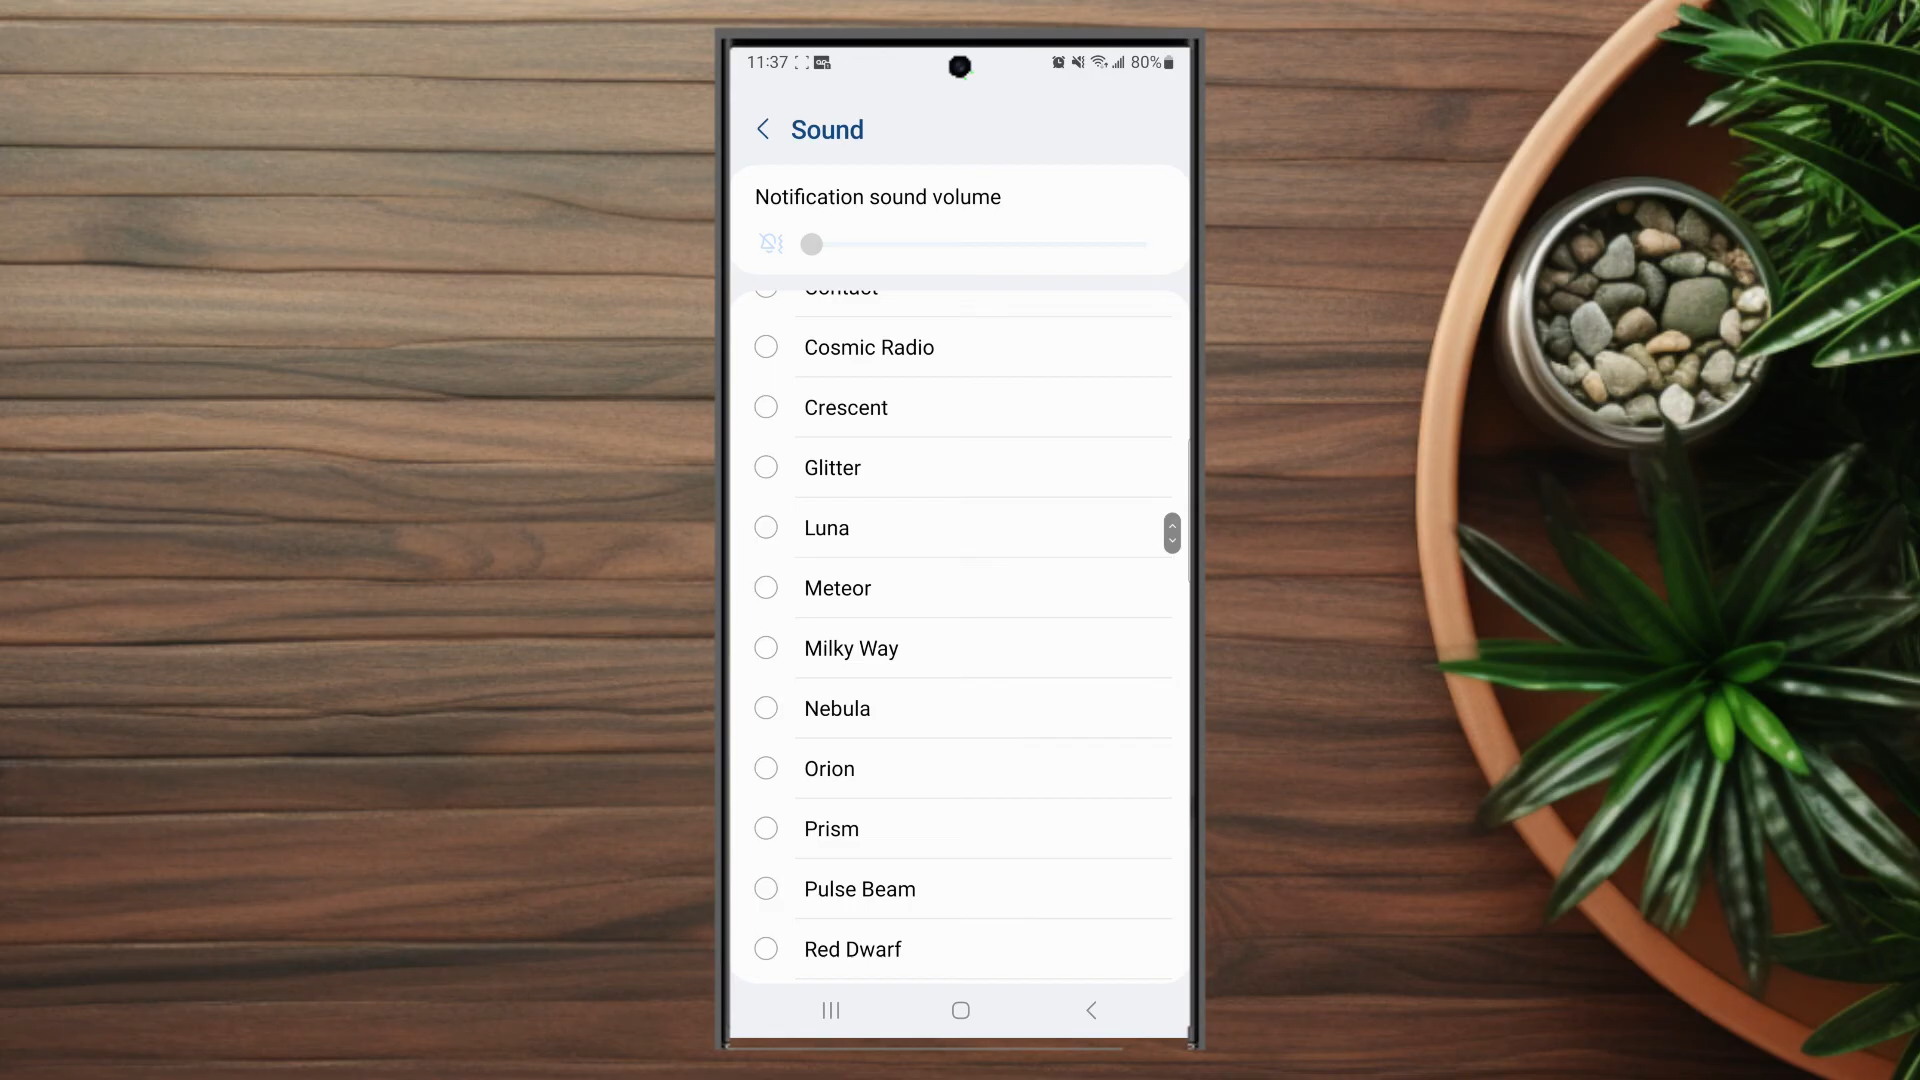 11:37
80%
Sound
Notification sound volume
Contact
Cosmic Radio
Crescent
Glitter
Luna
Meteor
Milky Way
Nebula
Orion
Prism
Pulse Beam
Red Dwarf